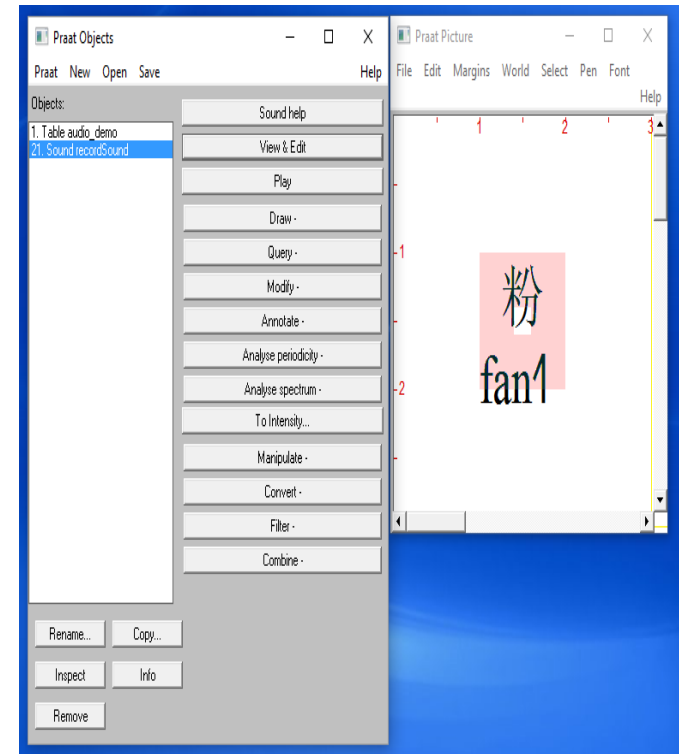 Praat Objects
Praat New Open Save Help
Objects:
1. Table audio_demo
21. Sound recordSound
Sound help
View & Edit
Play
Draw -
Query -
Modify -
Annotate -
Analyse periodicity -
Analyse spectrum -
To Intensity...
Manipulate -
Convert -
Filter -
Combine -
Rename... Copy...
Inspect Info
Remove
Praat Picture
File Edit Margins World Select Pen Font
Help
1 2 3
1
粉
2
fan1